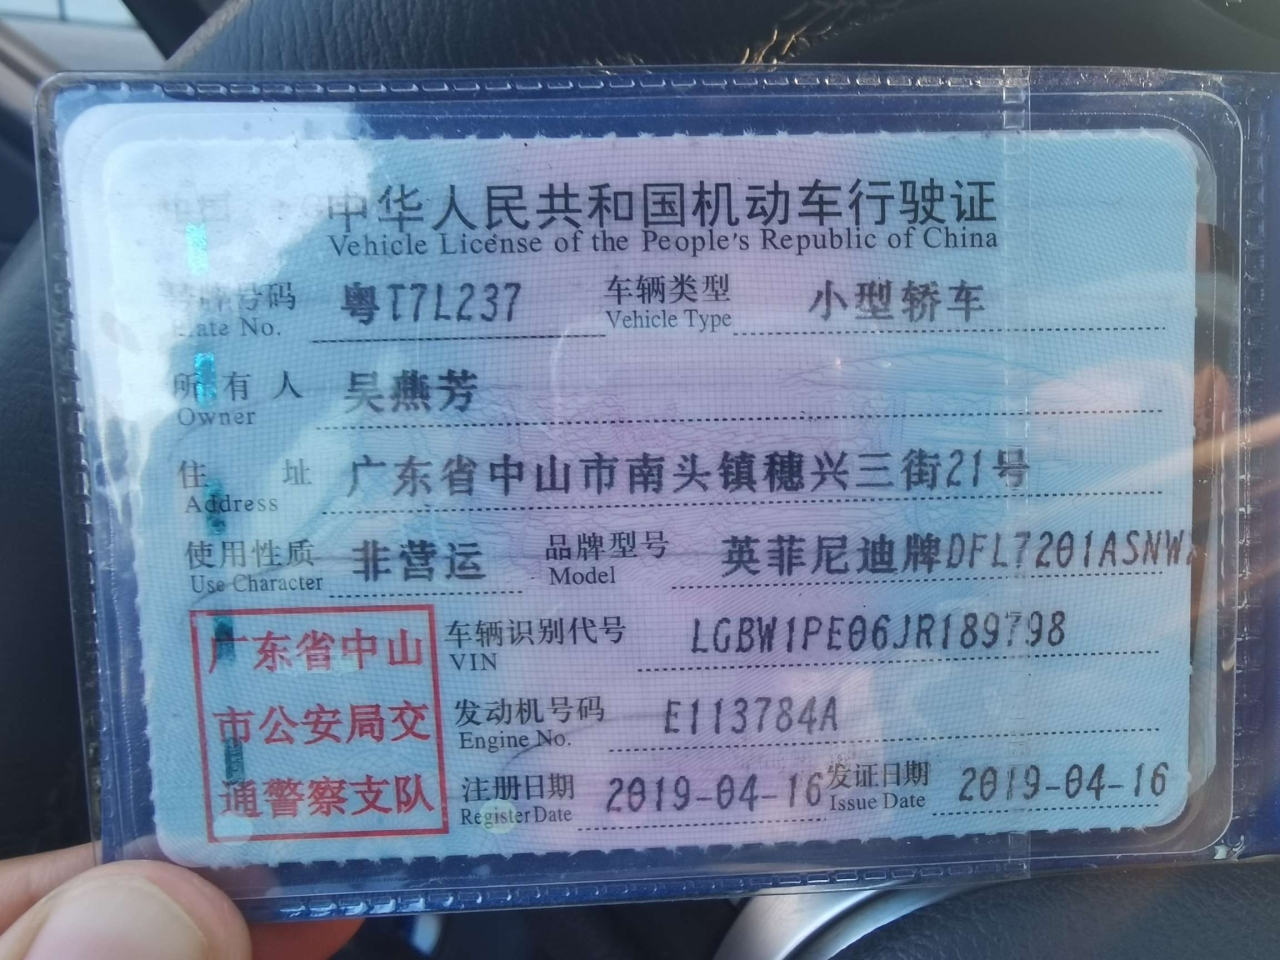 中华人民共和国机动车行驶证
Vehicle License of the People's Republic of China
号牌号码 粤T7L237 车辆类型 小型轿车
Plate No. Vehicle Type
所有人 吴燕芳
Owner
住址 广东省中山市南头镇穗兴三街21号
Address
使用性质 非营运 品牌型号 英菲尼迪牌DFL7201ASNW
Use Character Model
广东省中山
市公安局交
通警察支队
车辆识别代号 LGBW1PE06JR189798
VIN
发动机号码 E113784A
Engine No.
注册日期 2019-04-16 发证日期 2019-04-16
Register Date Issue Date